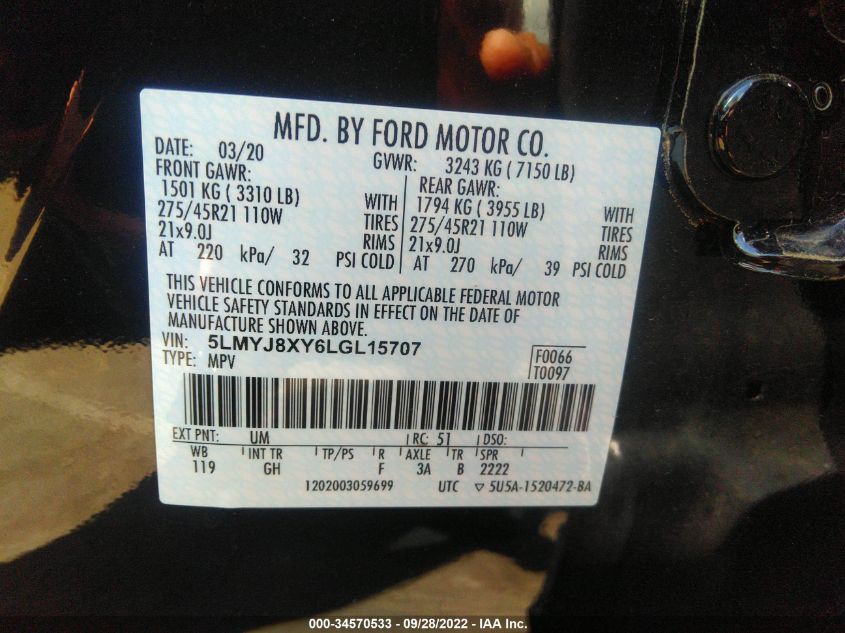 MFD. BY FORD MOTOR CO.
DATE: 03/20 GVWR: 3243 KG ( 7150 LB)
FRONT GAWR: REAR GAWR:
1501 KG ( 3310 LB) WITH 1794 KG ( 3955 LB) WITH
275/45R21 110W TIRES 275/45R21 110W TIRES
21x9.0J RIMS 21x9.0J RIMS
AT 220 kPa/ 32 PSI COLD AT 270 kPa/ 39 PSI COLD
THIS VEHICLE CONFORMS TO ALL APPLICABLE FEDERAL MOTOR
VEHICLE SAFETY STANDARDS IN EFFECT ON THE DATE OF
MANUFACTURE SHOWN ABOVE.
VIN: 5LMYJ8XY6LGL15707 F0066
TYPE: MPV T0097
EXT PNT: UM RC: 51 DSO:
WB INT TR TP/PS R AXLE TR SPR
119 GH F 3A B 2222
1202003059699 UTC ▽ 5U5A-1520472-BA
000-34570533 - 09/28/2022 - IAA Inc.